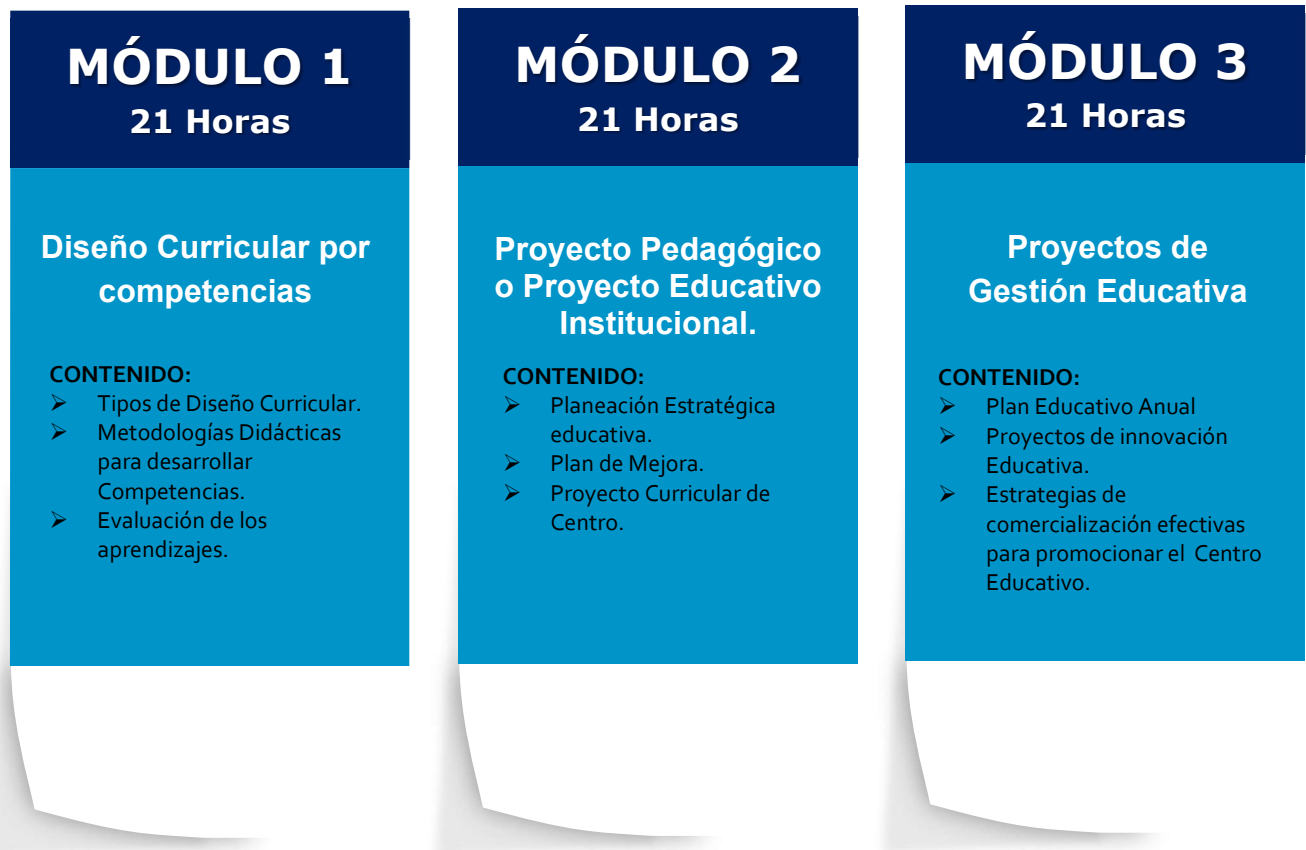 MÓDULO 1
21 Horas
Diseño Curricular por
competencias
CONTENIDO:
➢ Tipos de Diseño Curricular.
➢ Metodologías Didácticas
para desarrollar
Competencias.
➢ Evaluación de los
aprendizajes.
MÓDULO 2
21 Horas
Proyecto Pedagógico
o Proyecto Educativo
Institucional.
CONTENIDO:
➢ Planeación Estratégica
educativa.
➢ Plan de Mejora.
➢ Proyecto Curricular de
Centro.
MÓDULO 3
21 Horas
Proyectos de
Gestión Educativa
CONTENIDO:
➢ Plan Educativo Anual
➢ Proyectos de innovación
Educativa.
➢ Estrategias de
comercialización efectivas
para promocionar el  Centro
Educativo.